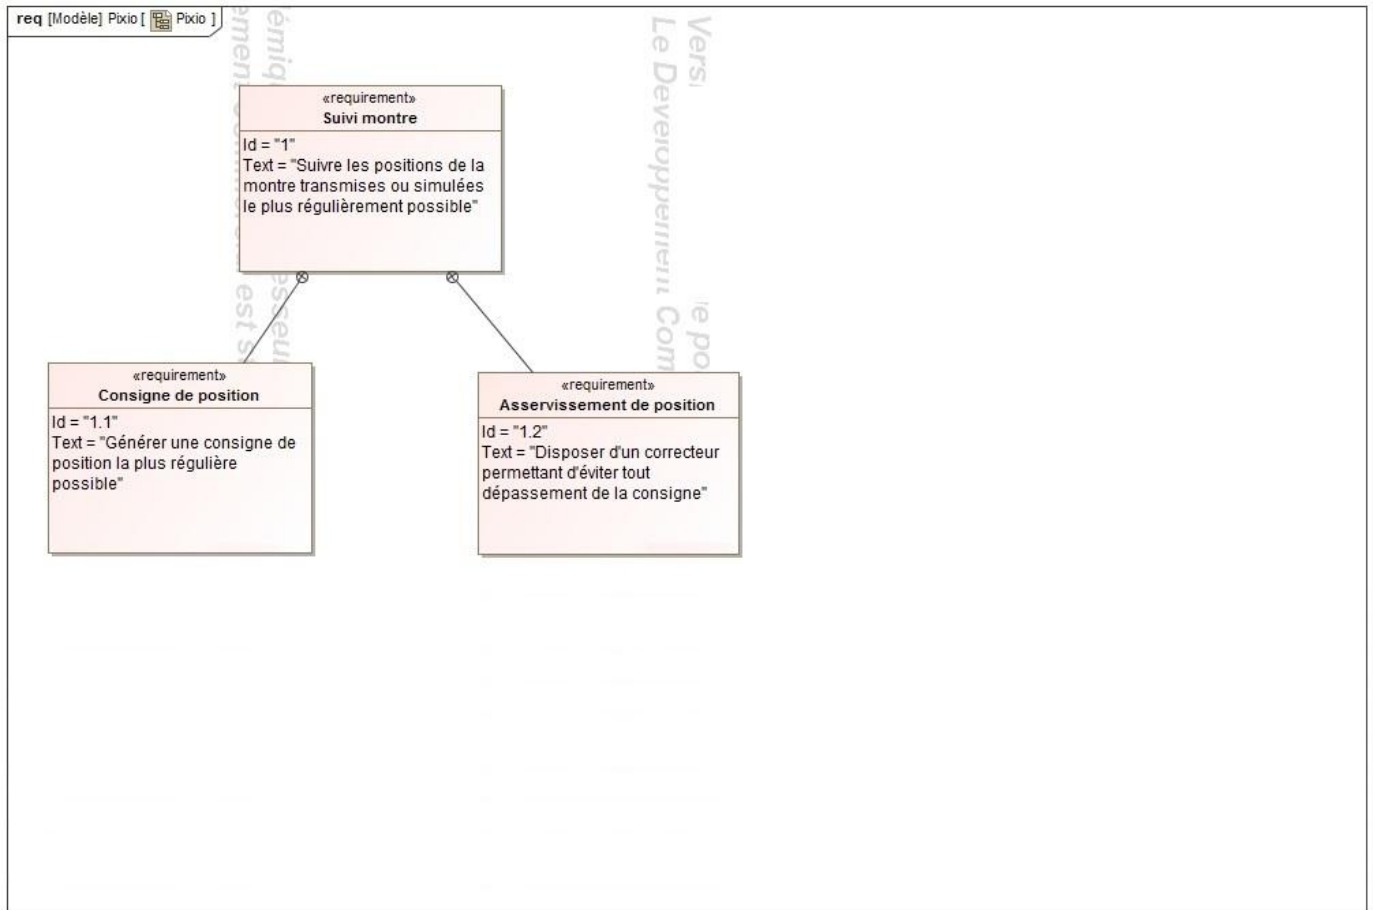 req [Modèle] Pixio [ Pixio ]
«requirement»
Suivi montre
Id = "1"
Text = "Suivre les positions de la
montre transmises ou simulées
le plus régulièrement possible"
«requirement»
Consigne de position
Id = "1.1"
Text = "Générer une consigne de
position la plus régulière
possible"
«requirement»
Asservissement de position
Id = "1.2"
Text = "Disposer d'un correcteur
permettant d'éviter tout
dépassement de la consigne"
est
Le Developpement